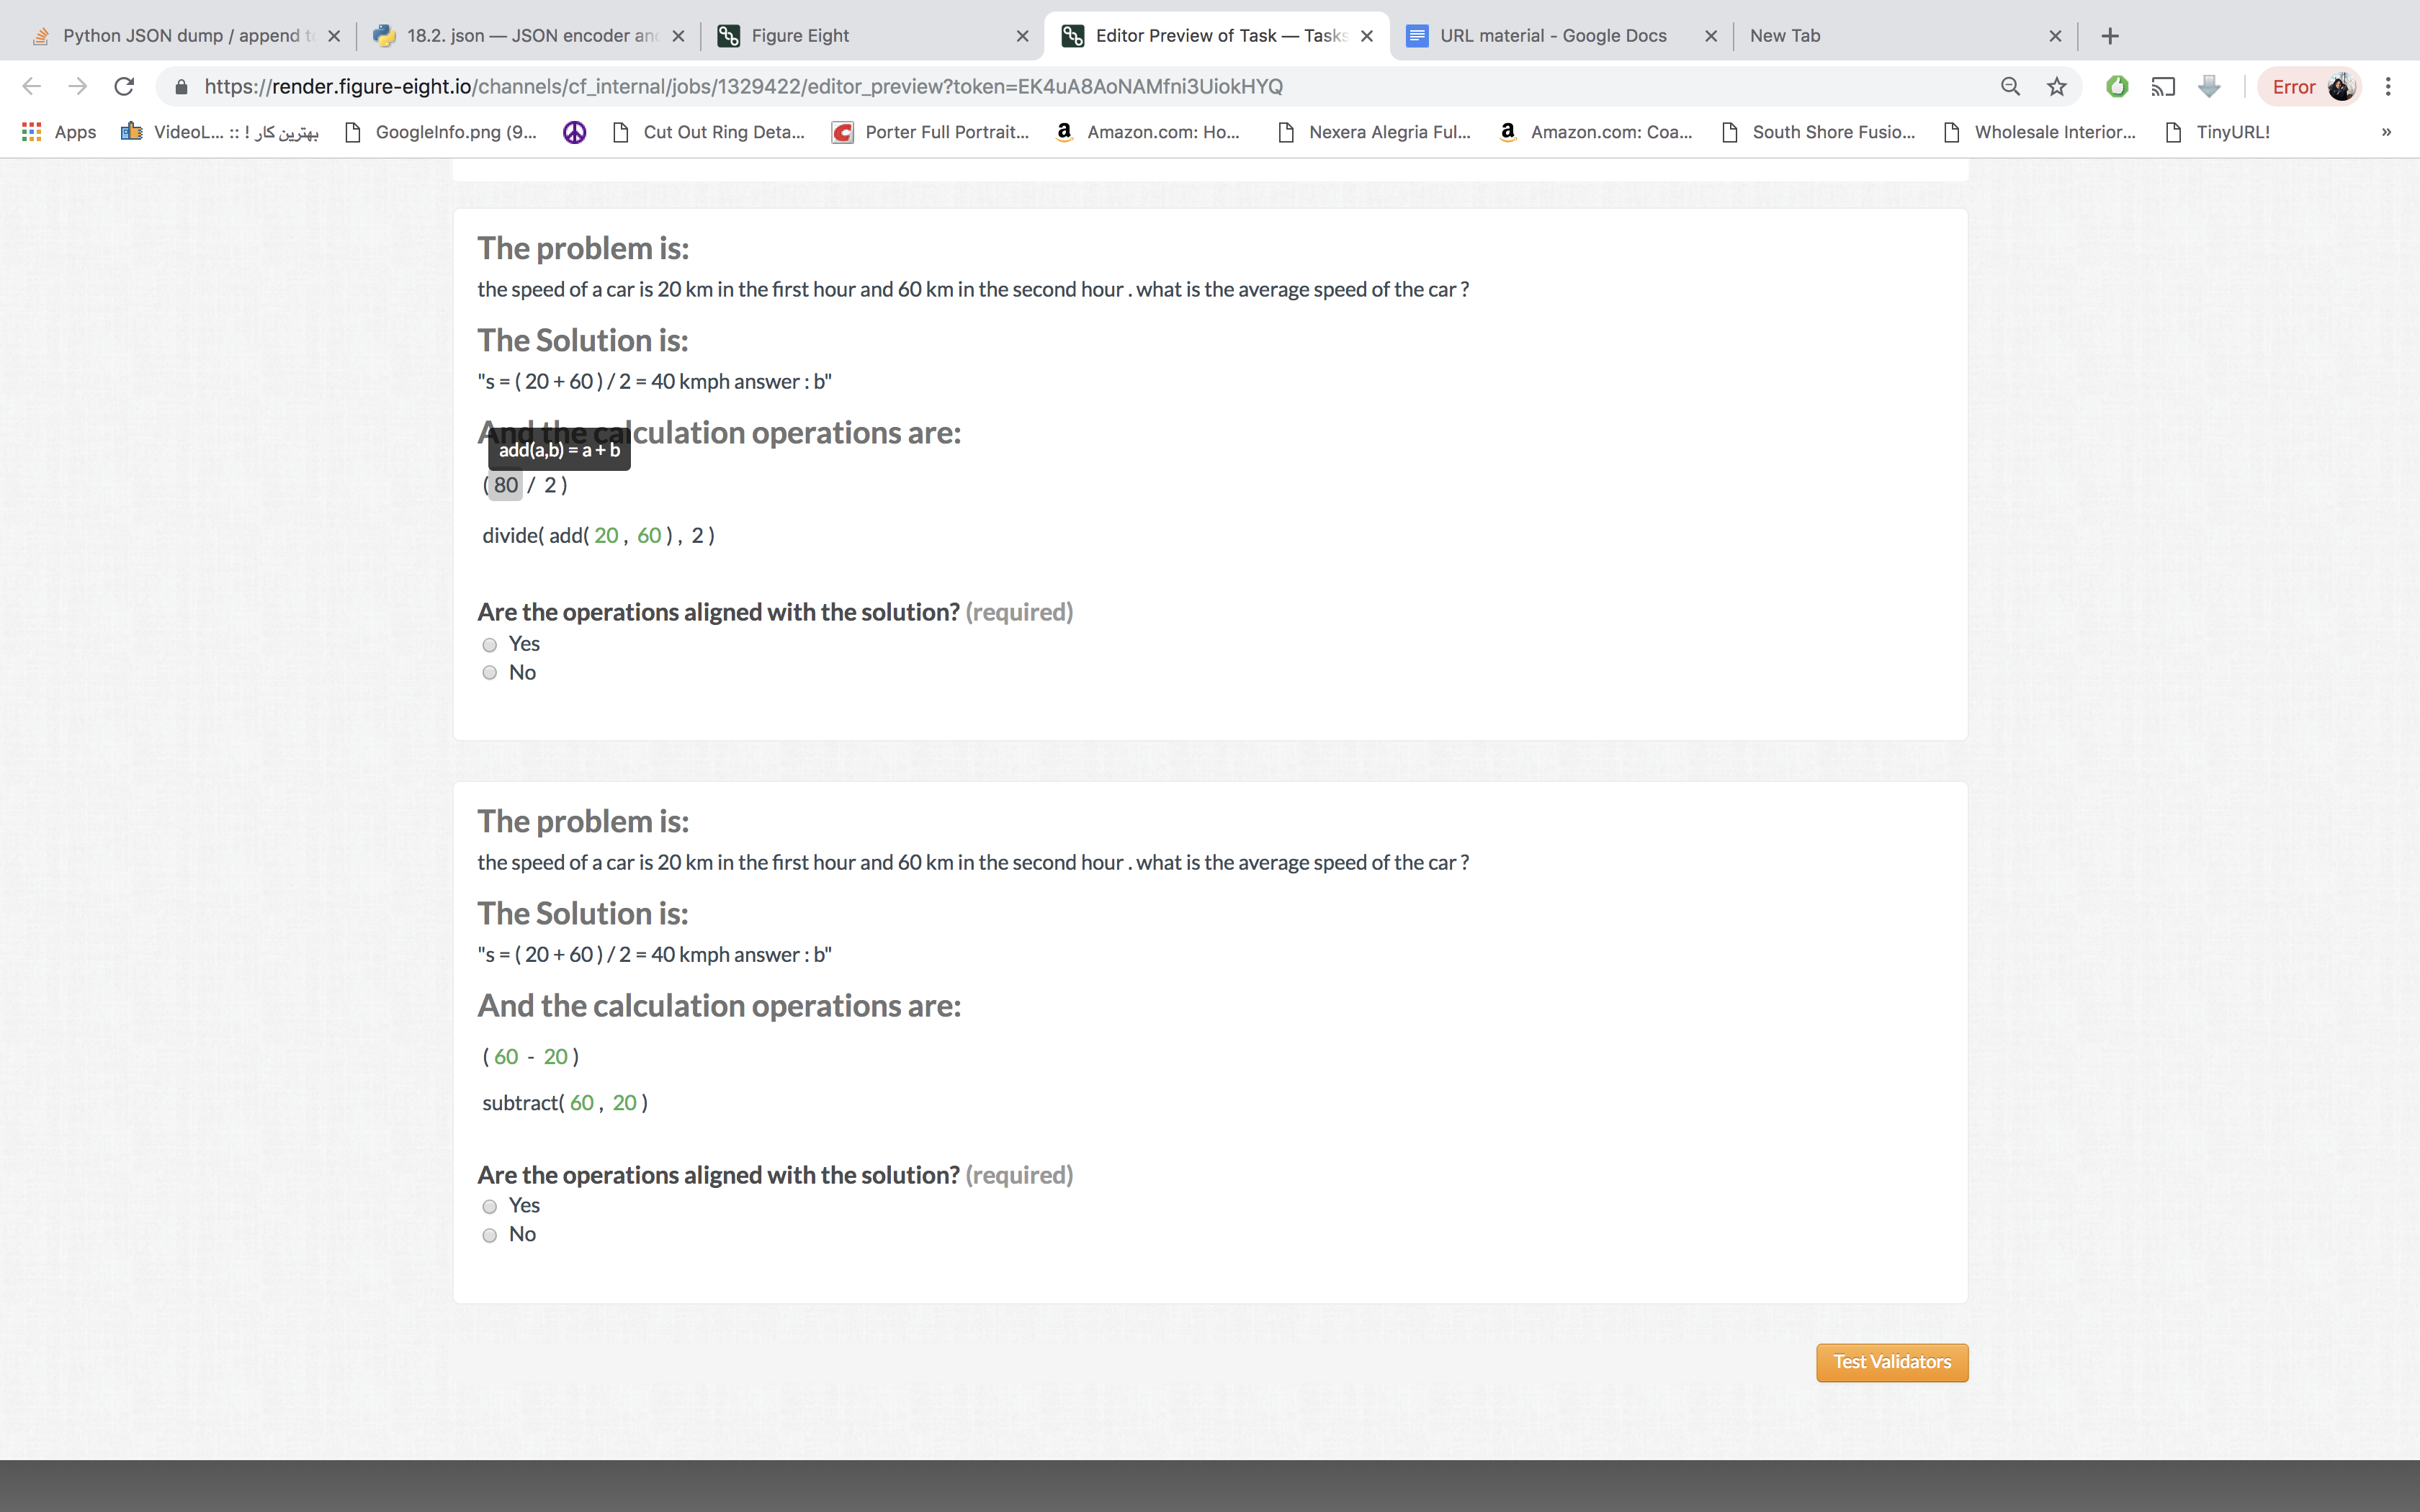 Python JSON dump / append t
18.2. json — JSON encoder an
Figure Eight
Editor Preview of Task — Tasks
URL material - Google Docs
New Tab
https://render.figure-eight.io/channels/cf_internal/jobs/1329422/editor_preview?token=EK4uA8AoNAMfni3UiokHYQ
Error
Apps
VideoL... :: ! بهترین کار
GoogleInfo.png (9...
Cut Out Ring Deta...
Porter Full Portrait...
Amazon.com: Ho...
Nexera Alegria Ful...
Amazon.com: Coa...
South Shore Fusio...
Wholesale Interior...
TinyURL!
»
The problem is:
the speed of a car is 20 km in the first hour and 60 km in the second hour . what is the average speed of the car ?
The Solution is:
"s = ( 20 + 60 ) / 2 = 40 kmph answer : b"
And the calculation operations are:
add(a,b) = a + b
( 80 / 2 )
divide( add( 20 , 60 ) , 2 )
Are the operations aligned with the solution? (required)
Yes
No
The problem is:
the speed of a car is 20 km in the first hour and 60 km in the second hour . what is the average speed of the car ?
The Solution is:
"s = ( 20 + 60 ) / 2 = 40 kmph answer : b"
And the calculation operations are:
( 60 - 20 )
subtract( 60 , 20 )
Are the operations aligned with the solution? (required)
Yes
No
Test Validators